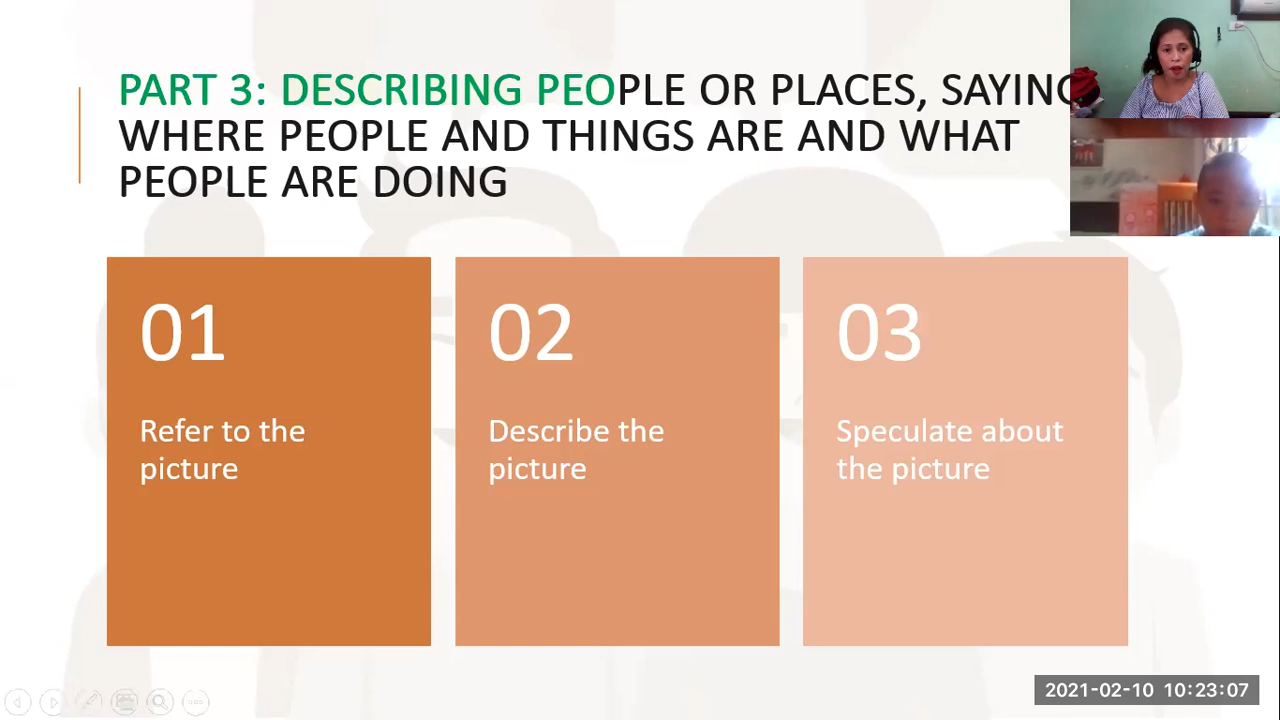 PART 3: DESCRIBING PEOPLE OR PLACES, SAYING
WHERE PEOPLE AND THINGS ARE AND WHAT
PEOPLE ARE DOING
01
Refer to the
picture
02
Describe the
picture
03
Speculate about
the picture
2021-02-10 10:23:07